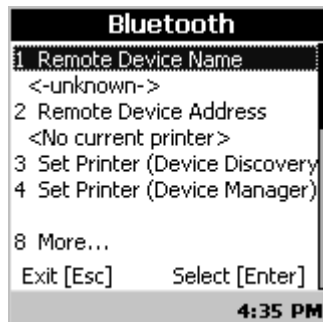 Bluetooth
1 Remote Device Name
<-unknown->
2 Remote Device Address
<No current printer>
3 Set Printer (Device Discovery
4 Set Printer (Device Manager)
8 More...
Exit [Esc] Select [Enter]
4:35 PM